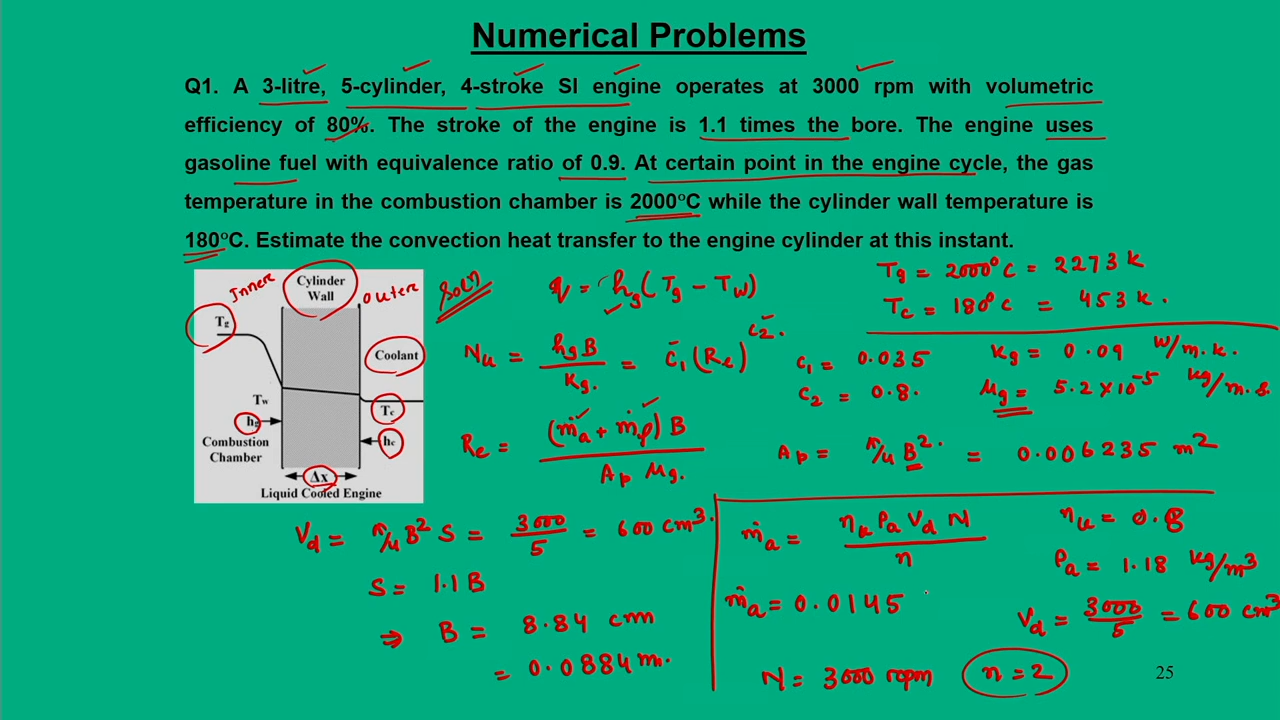 Numerical Problems
Q1. A 3-litre, 5-cylinder, 4-stroke SI engine operates at 3000 rpm with volumetric
efficiency of 80%. The stroke of the engine is 1.1 times the bore. The engine uses
gasoline fuel with equivalence ratio of 0.9. At certain point in the engine cycle, the gas
temperature in the combustion chamber is 2000°C while the cylinder wall temperature is
180°C. Estimate the convection heat transfer to the engine cylinder at this instant.
Inner
Cylinder
Wall
Outer
Tg
Coolant
Tw
Tc
hg
hc
Combustion
Chamber
Δx
Liquid Cooled Engine
Soln
q = hg (Tg - Tw)
Tg = 2000°C = 2273 K
Tc = 180°C = 453 K.
Nu = hg B / Kg. = C1 (Re)^C2.
C1 = 0.035
C2 = 0.8.
Kg = 0.09 W/m.K.
μg = 5.2 × 10^-5 kg/m.s.
Re = (ṁa + ṁf) B / Ap μg.
Ap = π/4 B². = 0.006235 m²
Vd = π/4 B² S = 3000/5 = 600 cm³.
S = 1.1 B
⇒ B = 8.84 cm
= 0.0884 m.
ṁa = ηv ρa Vd N / n
ηv = 0.8
ρa = 1.18 kg/m³
ṁa = 0.0145
Vd = 3000/5 = 600 cm³
N = 3000 rpm
n = 2
25